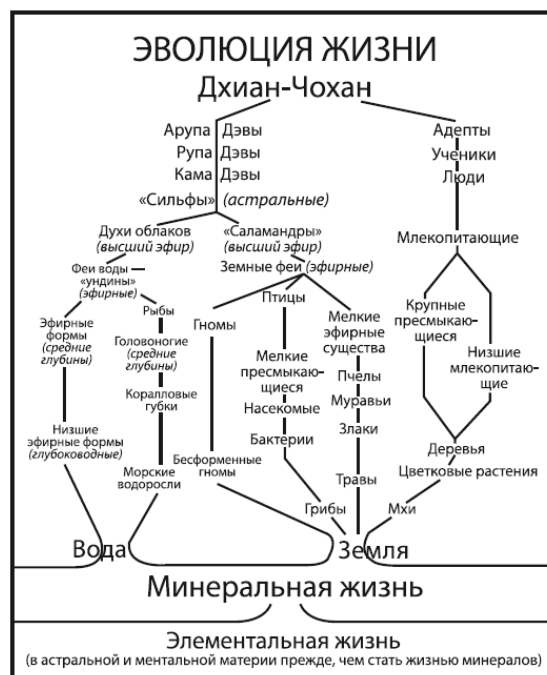 ЭВОЛЮЦИЯ ЖИЗНИ
Дхиан-Чохан
Арупа Дэвы
Рупа Дэвы
Кама Дэвы
«Сильфы» (астральные)
Духи облаков
(высший эфир)
Феи воды
«ундины»
(эфирные)
Эфирные
формы
(средние
глубины)
Низшие
эфирные формы
(глубоководные)
Рыбы
Головоногие
(средние
глубины)
Коралловые
губки
Морские
водоросли
«Саламандры»
(высший эфир)
Земные феи (эфирные)
Гномы
Бесформенные
гномы
Птицы
Мелкие
пресмыкаю-
щиеся
Насекомые
Бактерии
Грибы
Мелкие
эфирные
существа
Пчелы
Муравьи
Злаки
Травы
Адепты
Ученики
Люди
Млекопитающие
Крупные
пресмыкаю-
щиеся
Низшие
млекопитаю-
щие
Деревья
Цветковые растения
Мхи
Вода
Земля
Минеральная жизнь
Элементальная жизнь
(в астральной и ментальной материи прежде, чем стать жизнью минералов)